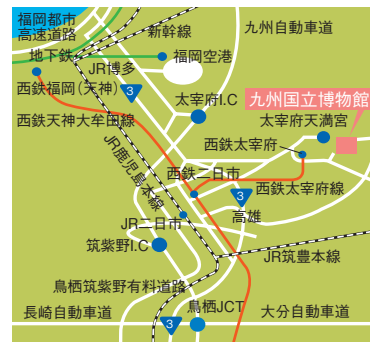 福岡都市
高速道路
新幹線
九州自動車道
地下鉄
福岡空港
JR博多
西鉄福岡(天神)
3
太宰府I.C
九州国立博物館
西鉄天神大牟田線
太宰府天満宮
西鉄太宰府
JR鹿児島本線
西鉄二日市
3
西鉄太宰府線
高雄
JR二日市
筑紫野I.C
JR筑豊本線
鳥栖筑紫野有料道路
長崎自動車道
3
鳥栖JCT
大分自動車道